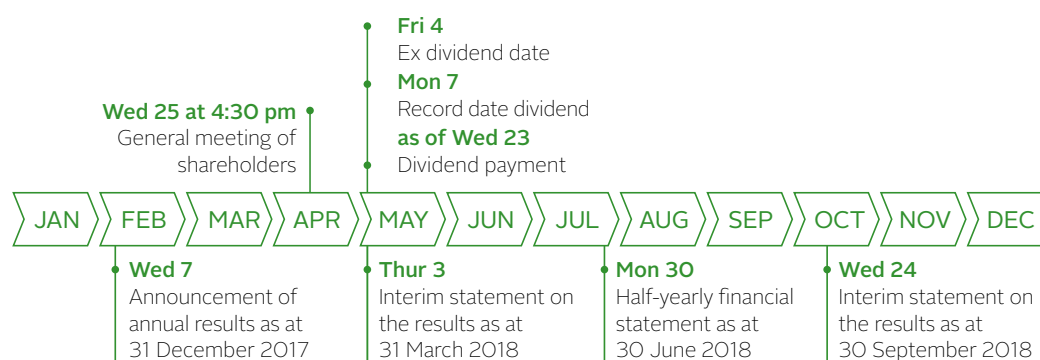 Fri 4
Ex dividend date
Mon 7
Record date dividend
as of Wed 23
Dividend payment
Wed 25 at 4:30 pm
General meeting of
shareholders
JAN FEB MAR APR MAY JUN JUL AUG SEP OCT NOV DEC
Wed 7
Announcement of
annual results as at
31 December 2017
Thur 3
Interim statement on
the results as at
31 March 2018
Mon 30
Half-yearly financial
statement as at
30 June 2018
Wed 24
Interim statement on
the results as at
30 September 2018